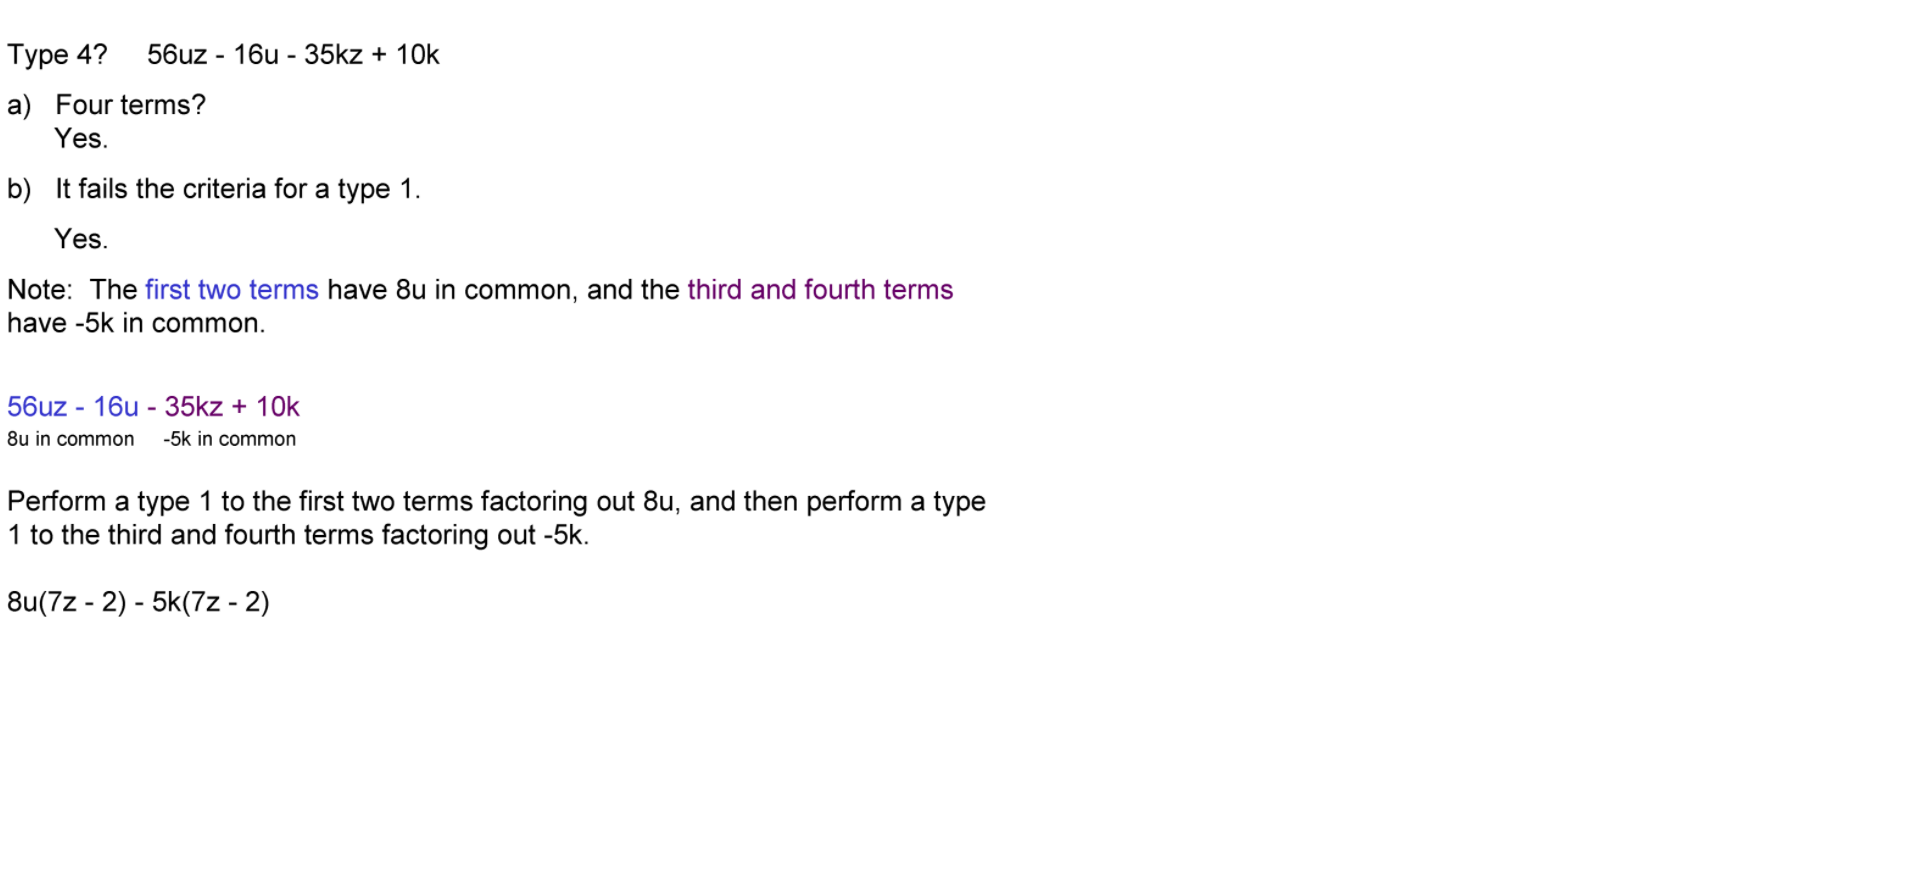 Type 4? 56uz - 16u - 35kz + 10k
a) Four terms?
Yes.
b) It fails the criteria for a type 1.
Yes.
Note: The first two terms have 8u in common, and the third and fourth terms
have -5k in common.
56uz - 16u - 35kz + 10k
8u in common -5k in common
Perform a type 1 to the first two terms factoring out 8u, and then perform a type
1 to the third and fourth terms factoring out -5k.
8u(7z - 2) - 5k(7z - 2)